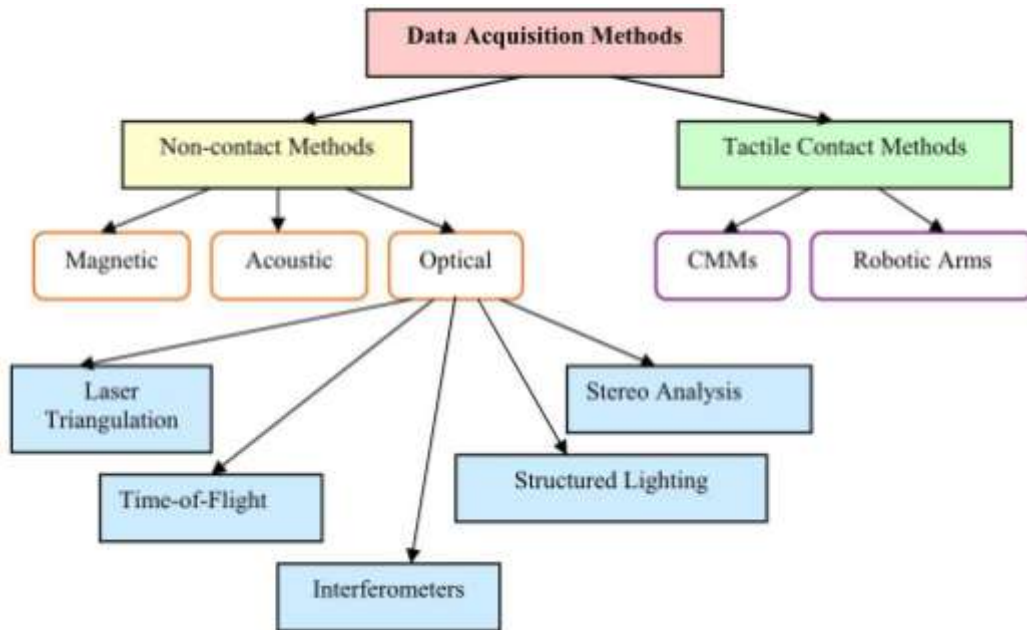 Data Acquisition Methods
Non-contact Methods
Tactile Contact Methods
Magnetic
Acoustic
Optical
CMMs
Robotic Arms
Laser
Triangulation
Stereo Analysis
Time-of-Flight
Structured Lighting
Interferometers